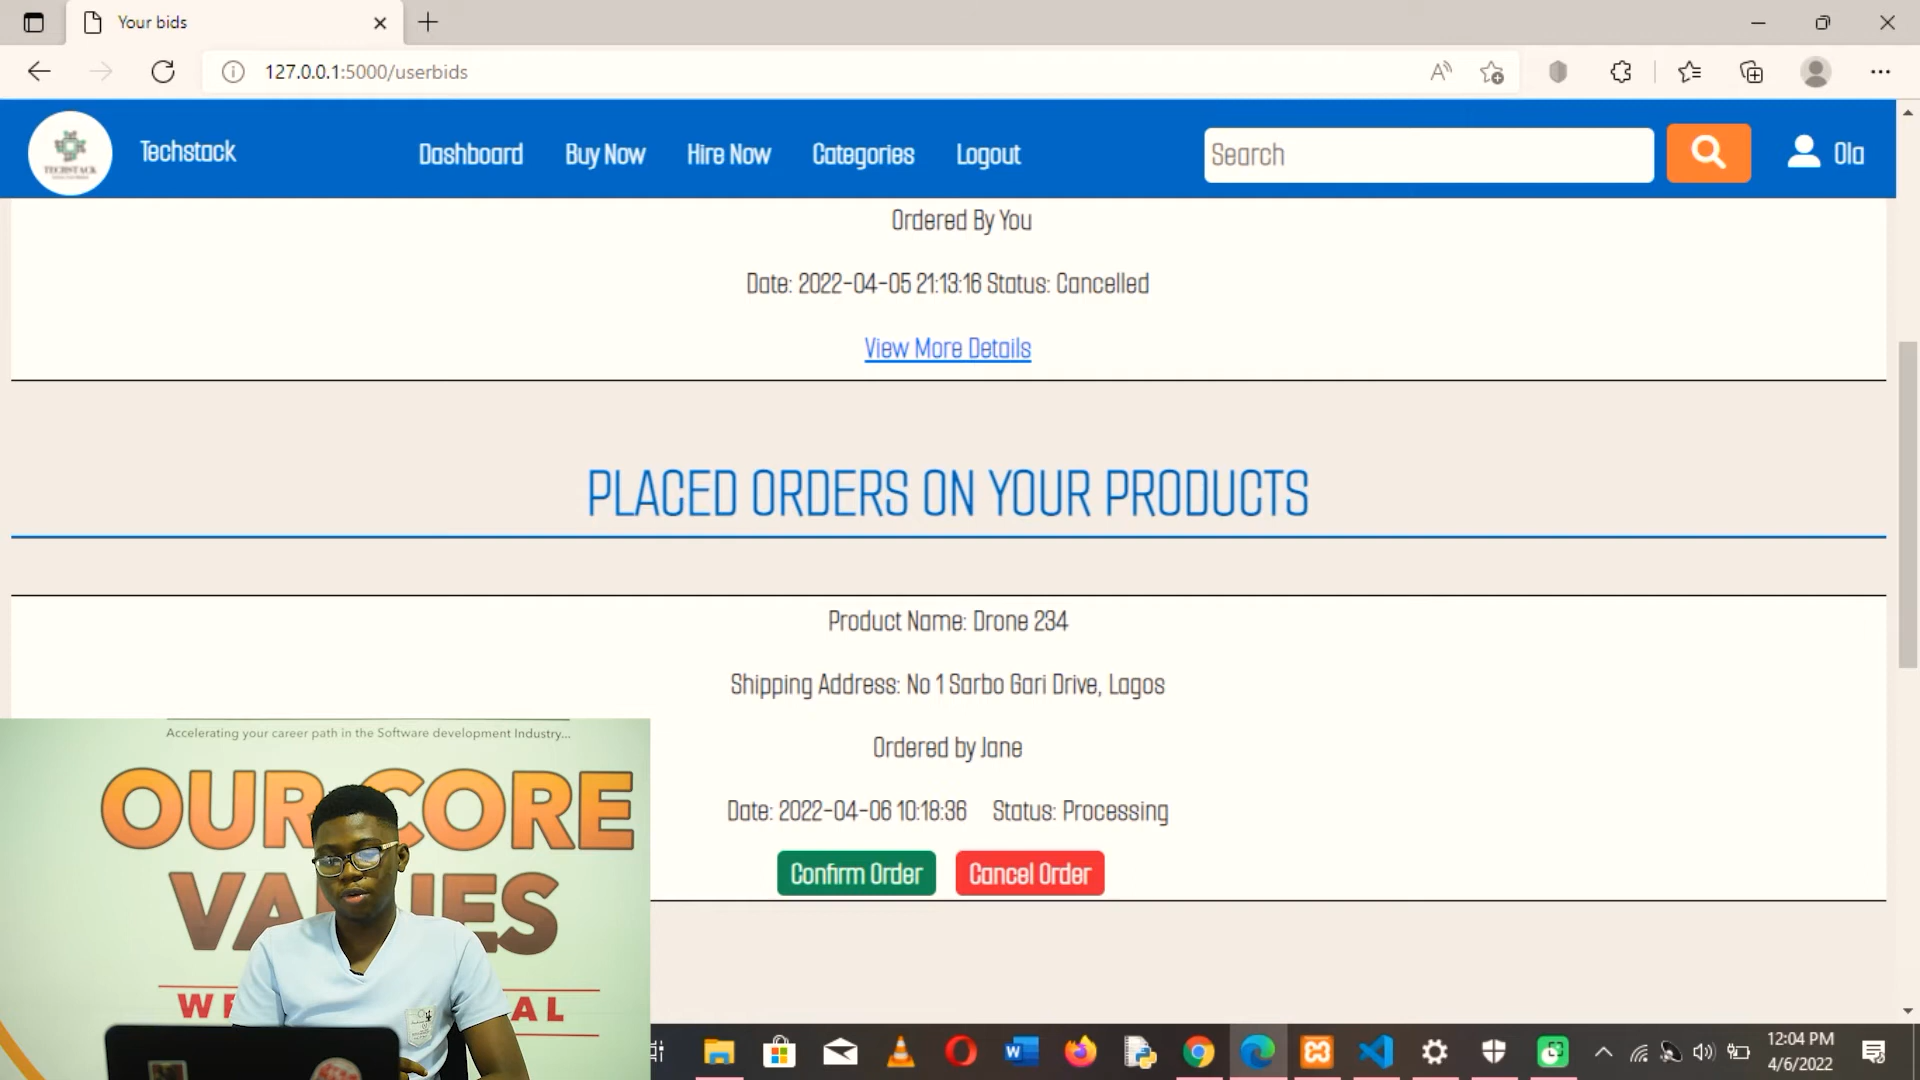 Your bids
127.0.0.1:5000/userbids
TECHSTACK
Techstack
Dashboard
Buy Now
Hire Now
Categories
Logout
Search
Ola
Ordered By You
Date: 2022-04-05 21:13:16 Status: Cancelled
View More Details
PLACED ORDERS ON YOUR PRODUCTS
Product Name: Drone 234
Shipping Address: No 1 Sarbo Gari Drive, Lagos
Ordered by Jane
Date: 2022-04-06 10:18:36 Status: Processing
Confirm Order
Cancel Order
Accelerating your career path in the Software development Industry...
OUR CORE
VALUES
12:04 PM
4/6/2022